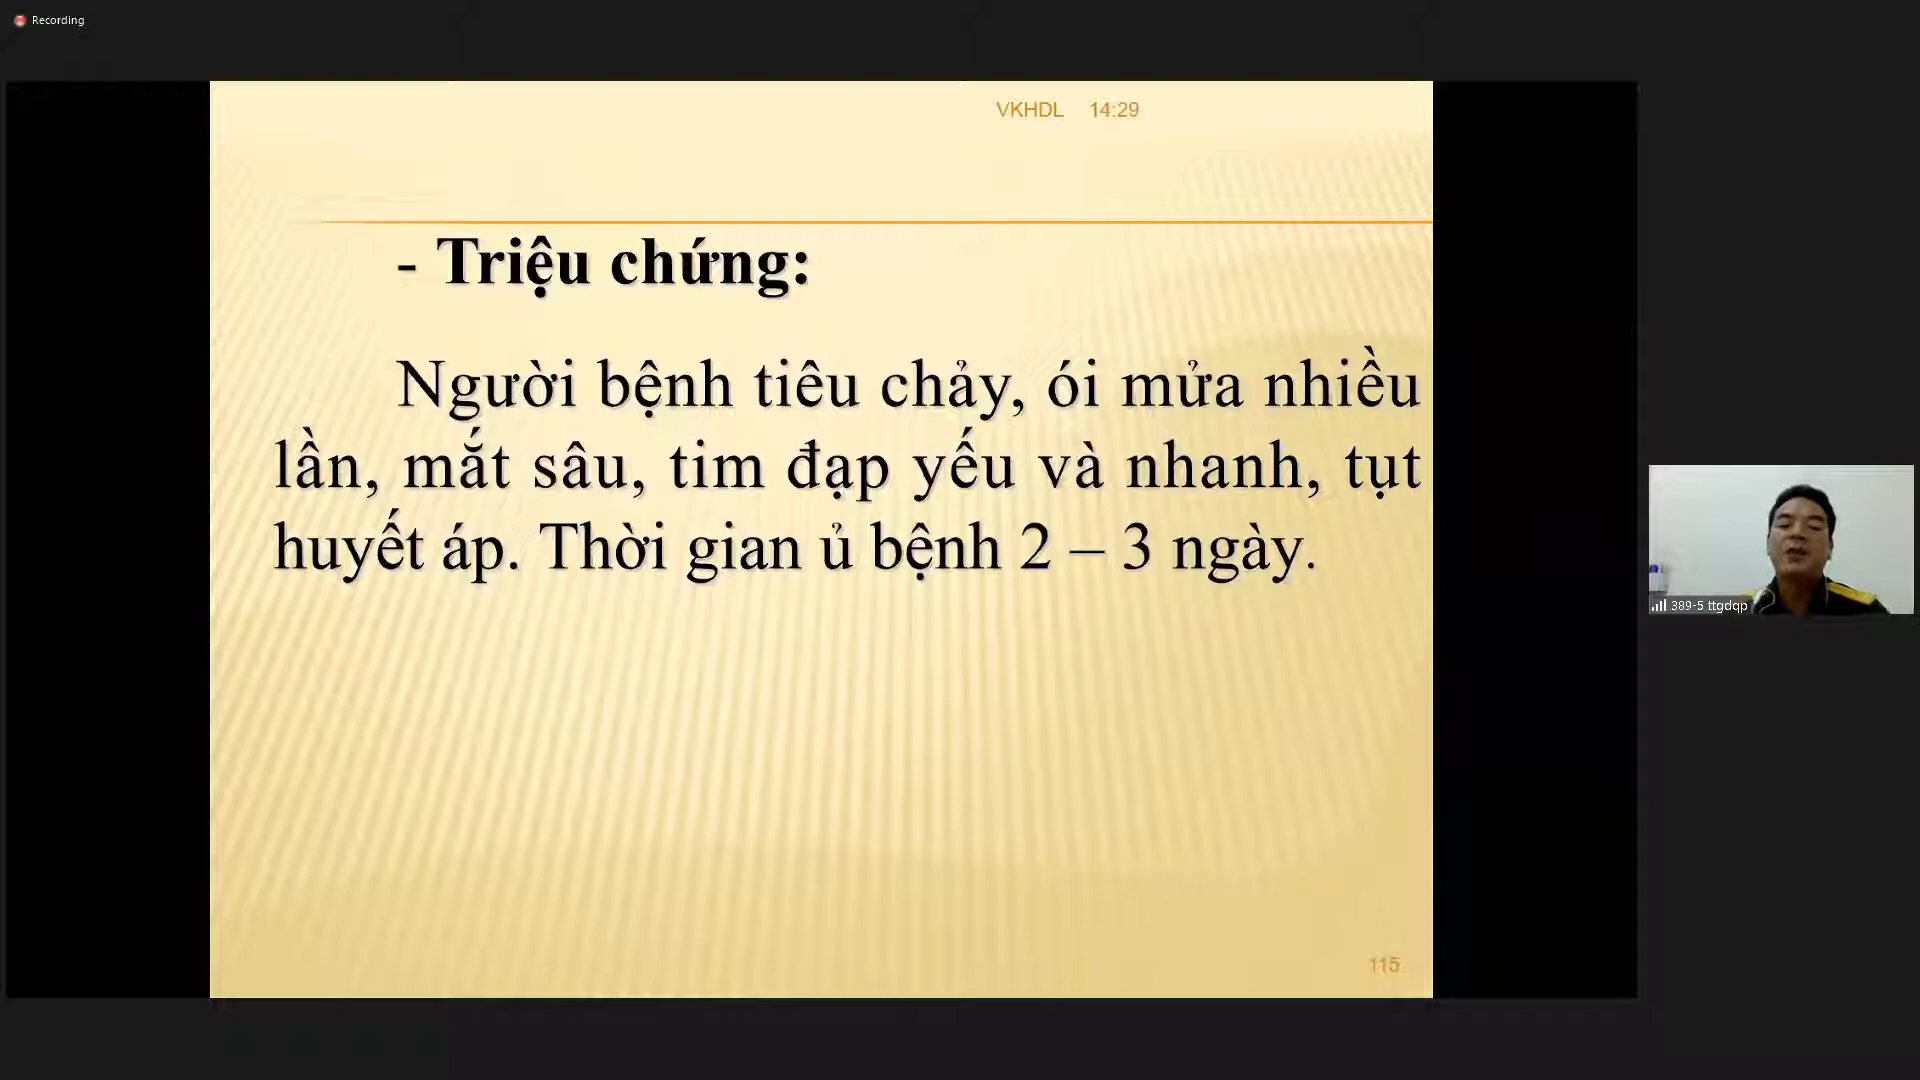 Recording
VKHDL 14:29
- Triệu chứng:
Người bệnh tiêu chảy, ói mửa nhiều
lần, mắt sâu, tim đạp yếu và nhanh, tụt
huyết áp. Thời gian ủ bệnh 2 – 3 ngày.
389-5 ttgdqp
115